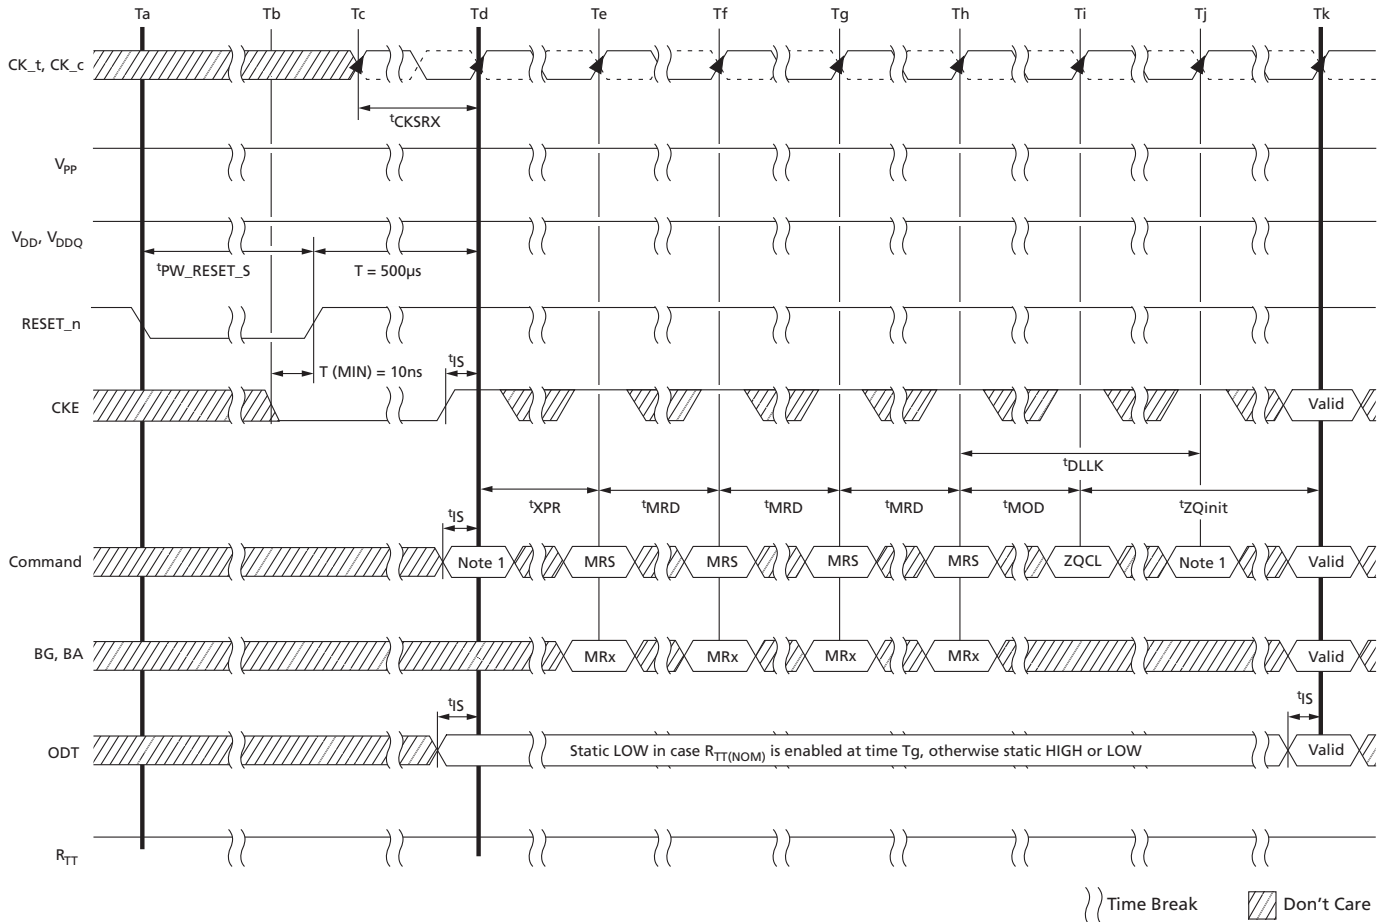 Ta Tb Tc Td Te Tf Tg Th Ti Tj Tk
CK_t, CK_c
tCKSRX
VPP
VDD, VDDQ
tPW_RESET_S T = 500μs
RESET_n
T (MIN) = 10ns tIS
CKE Valid
tDLLK
tXPR tMRD tMRD tMRD tMOD tZQinit
tIS
Command Note 1 MRS MRS MRS MRS ZQCL Note 1 Valid
BG, BA MRx MRx MRx MRx Valid
tIS tIS
ODT Static LOW in case RTT(NOM) is enabled at time Tg, otherwise static HIGH or LOW Valid
RTT
Time Break Don't Care